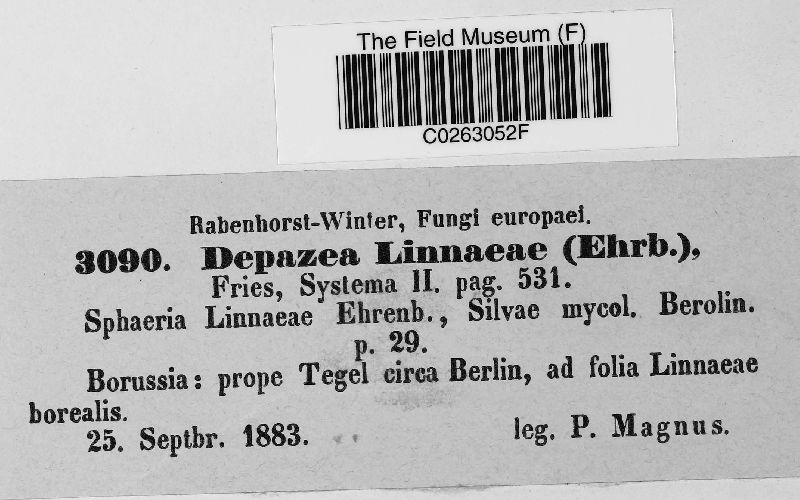 The Field Museum (F)
C0263052F
Rabenhorst-Winter, Fungi europaei.
3090. Depazea Linnaeae (Ehrb.),
Fries, Systema II. pag. 531.
Sphaeria Linnaeae Ehrenb., Silvae mycol. Berolin.
p. 29.
Borussia: prope Tegel circa Berlin, ad folia Linnaeae
borealis.
25. Septbr. 1883. leg. P. Magnus.